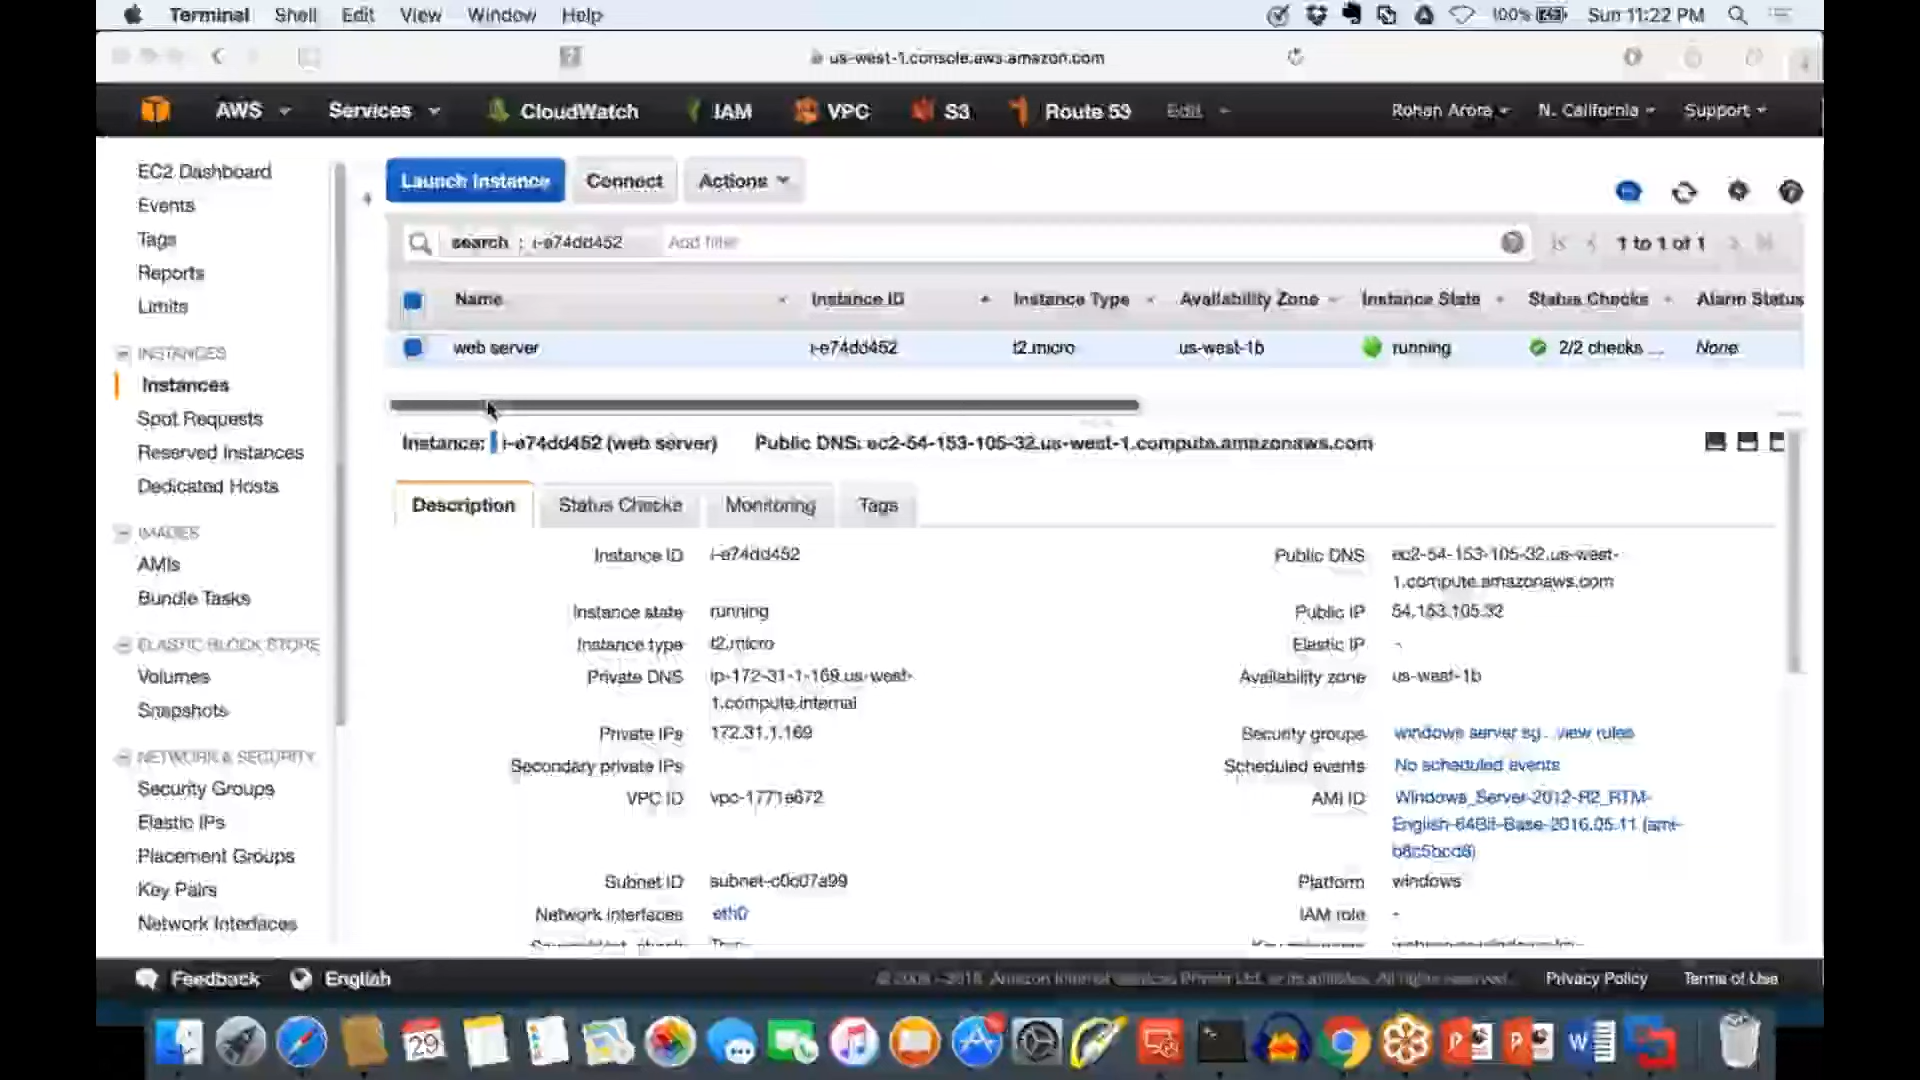 Terminal Shell Edit View Window Help 100% Sun 11:22 PM
us-west-1.console.aws.amazon.com
AWS Services CloudWatch IAM VPC S3 Route 53 Edit Rohan Arora N. California Support
EC2 Dashboard
Events
Tags
Reports
Limits
INSTANCES
Instances
Spot Requests
Reserved Instances
Dedicated Hosts
IMAGES
AMIs
Bundle Tasks
ELASTIC BLOCK STORE
Volumes
Snapshots
NETWORK & SECURITY
Security Groups
Elastic IPs
Placement Groups
Key Pairs
Network Interfaces
Launch Instance Connect Actions
search : i-e74dd452 Add filter 1 to 1 of 1
Name Instance ID Instance Type Availability Zone Instance State Status Checks Alarm Status
web server i-e74dd452 t2.micro us-west-1b running 2/2 checks ... None
Instance: i-e74dd452 (web server) Public DNS: ec2-54-153-105-32.us-west-1.compute.amazonaws.com
Description Status Checks Monitoring Tags
Instance ID i-e74dd452
Instance state running
Instance type t2.micro
Private DNS ip-172-31-1-169.us-west-
1.compute.internal
Private IPs 172.31.1.169
Secondary private IPs
VPC ID vpc-1771e672
Subnet ID subnet-c0c07a99
Network interfaces eth0
Public DNS ec2-54-153-105-32.us-west-
1.compute.amazonaws.com
Public IP 54.153.105.32
Elastic IP -
Availability zone us-west-1b
Security groups windows server sg. view rules
Scheduled events No scheduled events
AMI ID Windows_Server-2012-R2_RTM-
English-64Bit-Base-2016.05.11 (ami-
Platform windows
IAM role -
Feedback English Privacy Policy Terms of Use
29